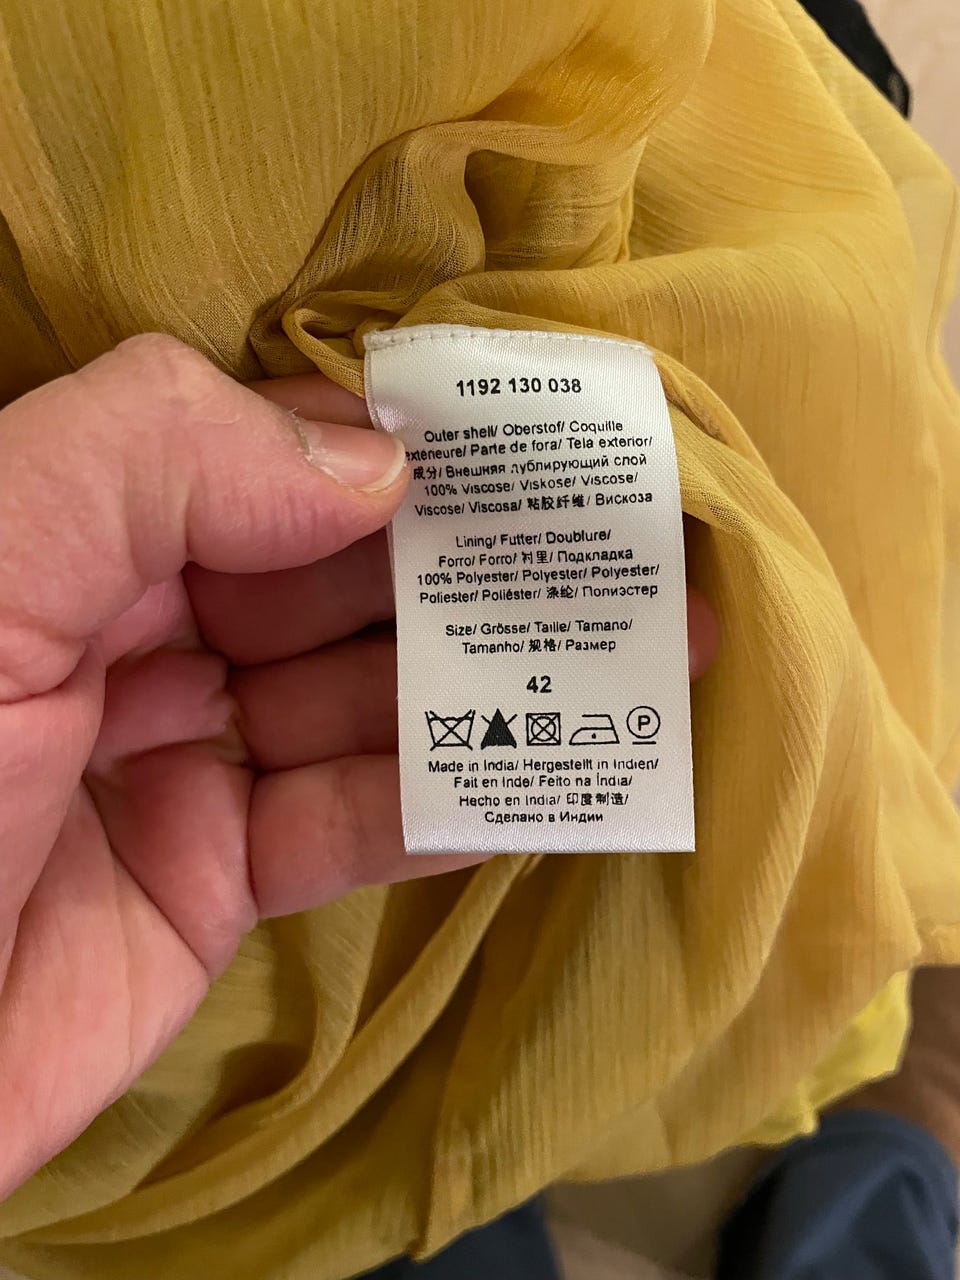 1192 130 038
Outer shell/ Oberstof/ Coquille
extérieure/ Parte de fora/ Tela exterior/
成分/ Внешняя дублирующий слой
100% Viscose/ Viskose/ Viscose/
Viscose/ Viscosa/ 粘胶纤维/ Вискоза
Lining/ Futter/ Doublure/
Forro/ Forro/ 衬里/ Подкладка
100% Polyester/ Polyester/ Polyester/
Poliester/ Poliéster/ 涤纶/ Полиэстер
Size/ Grösse/ Taille/ Tamano/
Tamanho/ 规格/ Размер
42
P
Made in India/ Hergestellt in Indien/
Fait en Inde/ Feito na Índia/
Hecho en India/ 印度制造/
Сделано в Индии